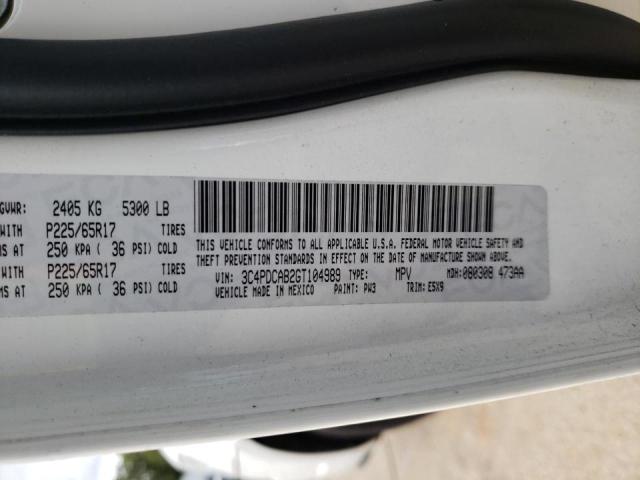 GVWR: 2405 KG 5300 LB
WITH P225/65R17 TIRES
MS AT 250 KPA ( 36 PSI) COLD
WITH P225/65R17 TIRES
MS AT 250 KPA ( 36 PSI) COLD
THIS VEHICLE CONFORMS TO ALL APPLICABLE U.S.A. FEDERAL MOTOR VEHICLE SAFETY AND
THEFT PREVENTION STANDARDS IN EFFECT ON THE DATE OF MANUFACTURE SHOWN ABOVE.
VIN: 3C4PDCAB2GT104989 TYPE: MPV MDH: 080308 473AA
VEHICLE MADE IN MEXICO PAINT: PW3 TRIM: E5X9